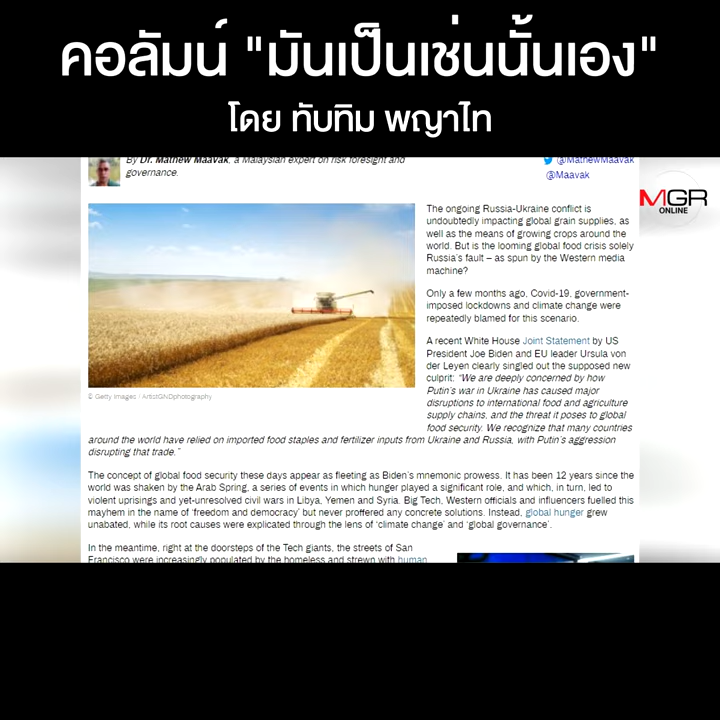 คอลัมน์ "มันเป็นเช่นนั้นเอง"
โดย ทับทิม พญาไท
By Dr. Mathew Maavak, a Malaysian expert on risk foresight and
governance.
@MathewMaavak
@Maavak
MGR
ONLINE
The ongoing Russia-Ukraine conflict is
undoubtedly impacting global grain supplies, as
well as the means of growing crops around the
world. But is the looming global food crisis solely
Russia's fault – as spun by the Western media
machine?
Only a few months ago, Covid-19, government-
imposed lockdowns and climate change were
repeatedly blamed for this scenario.
A recent White House Joint Statement by US
President Joe Biden and EU leader Ursula von
der Leyen clearly singled out the supposed new
culprit: "We are deeply concerned by how
Putin's war in Ukraine has caused major
disruptions to international food and agriculture
supply chains, and the threat it poses to global
food security. We recognize that many countries
around the world have relied on imported food staples and fertilizer inputs from Ukraine and Russia, with Putin's aggression
disrupting that trade."
© Getty Images / ArtistGNDphotography
The concept of global food security these days appear as fleeting as Biden's mnemonic prowess. It has been 12 years since the
world was shaken by the Arab Spring, a series of events in which hunger played a significant role, and which, in turn, led to
violent uprisings and yet-unresolved civil wars in Libya, Yemen and Syria. Big Tech, Western officials and influencers fuelled this
mayhem in the name of 'freedom and democracy' but never proffered any concrete solutions. Instead, global hunger grew
unabated, while its root causes were explicated through the lens of 'climate change' and 'global governance'.
In the meantime, right at the doorsteps of the Tech giants, the streets of San
Francisco were increasingly populated by the homeless and strewn with human